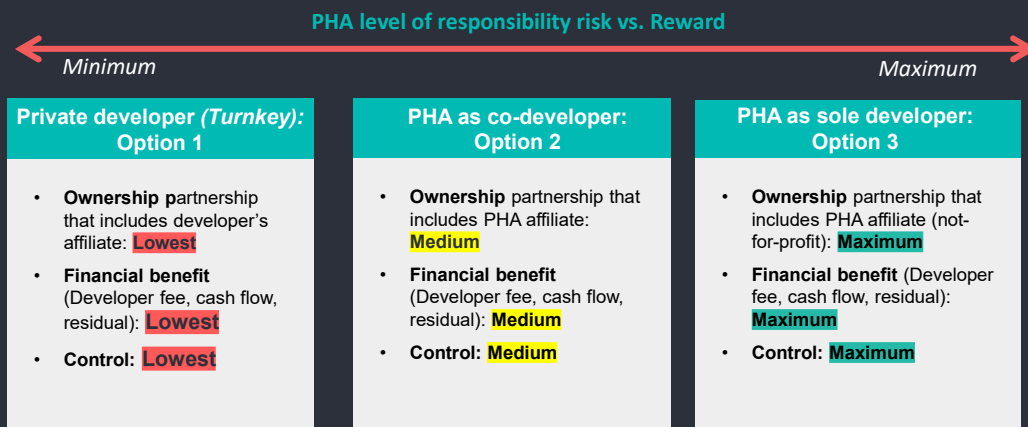 PHA level of responsibility risk vs. Reward
Minimum
Maximum
Private developer (Turnkey):
Option 1
• Ownership partnership
that includes developer's
affiliate: Lowest
• Financial benefit
(Developer fee, cash flow,
residual): Lowest
• Control: Lowest
PHA as co-developer:
Option 2
• Ownership partnership that
includes PHA affiliate:
Medium
• Financial benefit
(Developer fee, cash flow,
residual): Medium
• Control: Medium
PHA as sole developer:
Option 3
• Ownership partnership that
includes PHA affiliate (not-
for-profit): Maximum
• Financial benefit (Developer
fee, cash flow, residual):
Maximum
• Control: Maximum